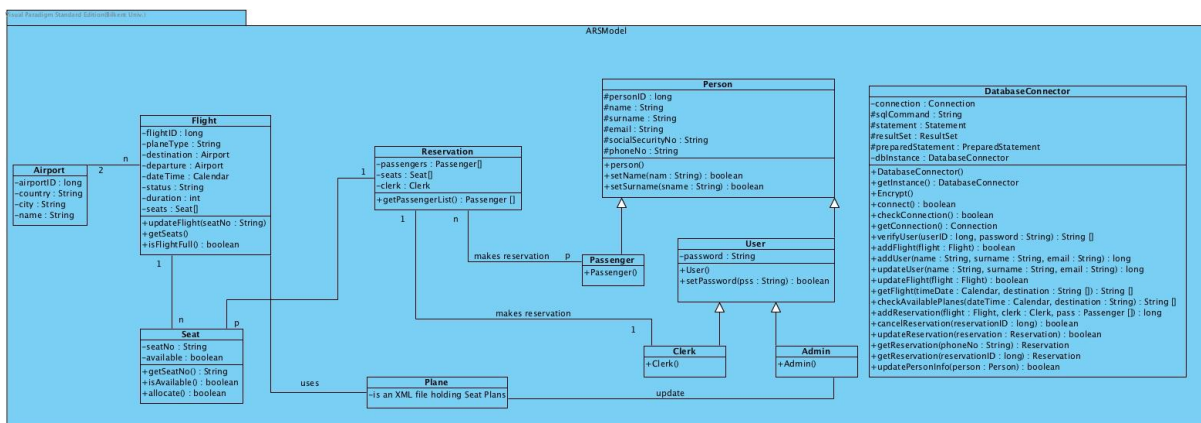 Visual Paradigm Standard Edition(Bilkent Univ.)
ARSModel
Airport
-airportID : long
-country : String
-city : String
-name : String
2
n
Flight
-flightID : long
-planeType : String
-destination : Airport
-departure : Airport
-dateTime : Calendar
-status : String
-duration : int
-seats : Seat[]
+updateFlight(seatNo : String)
+getSeats()
+isFlightFull() : boolean
1
n
p
1
Seat
-seatNo : String
-available : boolean
+getSeatNo() : String
+isAvailable() : boolean
+allocate() : boolean
Reservation
-passengers : Passenger[]
-seats : Seat[]
-clerk : Clerk
+getPassengerList() : Passenger []
1
n
makes reservation
p
makes reservation
1
Person
#personID : long
#name : String
#surname : String
#email : String
#socialSecurityNo : String
#phoneNo : String
+person()
+setName(nam : String) : boolean
+setSurname(sname : String) : boolean
Passenger
+Passenger()
User
-password : String
+User()
+setPassword(pss : String) : boolean
Clerk
+Clerk()
Admin
+Admin()
uses
Plane
-is an XML file holding Seat Plans
update
DatabaseConnector
-connection : Connection
#sqlCommand : String
#statement : Statement
#resultSet : ResultSet
#preparedStatement : PreparedStatement
-dbInstance : DatabaseConnector
+DatabaseConnector()
+getInstance() : DatabaseConnector
+Encrypt()
+connect() : boolean
+checkConnection() : boolean
+getConnection() : Connection
+verifyUser(userID : long, password : String) : String []
+addFlight(flight : Flight) : boolean
+addUser(name : String, surname : String, email : String) : long
+updateUser(name : String, surname : String, email : String) : long
+updateFlight(flight : Flight) : boolean
+getFlight(timeDate : Calendar, destination : String []) : String []
+checkAvailablePlanes(dateTime : Calendar, destination : String) : String []
+addReservation(flight : Flight, clerk : Clerk, pass : Passenger []) : long
+cancelReservation(reservationID : long) : boolean
+updateReservation(reservation : Reservation) : boolean
+getReservation(phoneNo : String) : Reservation
+getReservation(reservationID : long) : Reservation
+updatePersonInfo(person : Person) : boolean